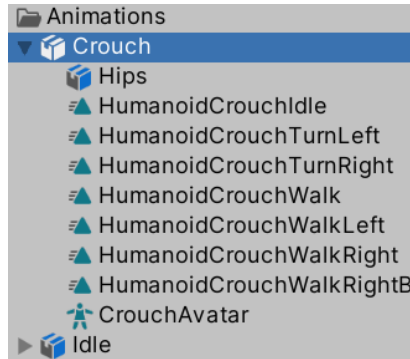 Animations
Crouch
Hips
HumanoidCrouchIdle
HumanoidCrouchTurnLeft
HumanoidCrouchTurnRight
HumanoidCrouchWalk
HumanoidCrouchWalkLeft
HumanoidCrouchWalkRight
HumanoidCrouchWalkRightB
CrouchAvatar
Idle